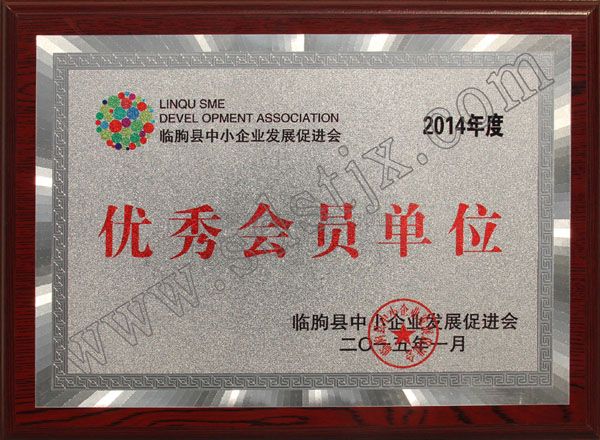 LINQU SME
DEVEL OPMENT ASSOCIATION
临朐县中小企业发展促进会
2014年度
优秀会员单位
临朐县中小企业发展促进会
二〇一五年一月